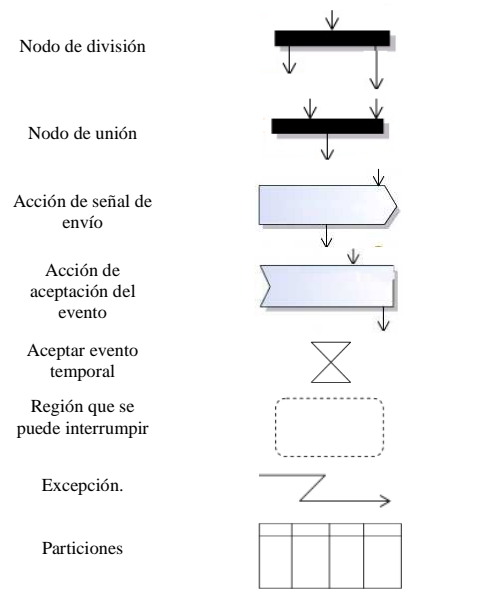 Nodo de división
Nodo de unión
Acción de señal de
envío
Acción de
aceptación del
evento
Aceptar evento
temporal
Región que se
puede interrumpir
Excepción.
Particiones